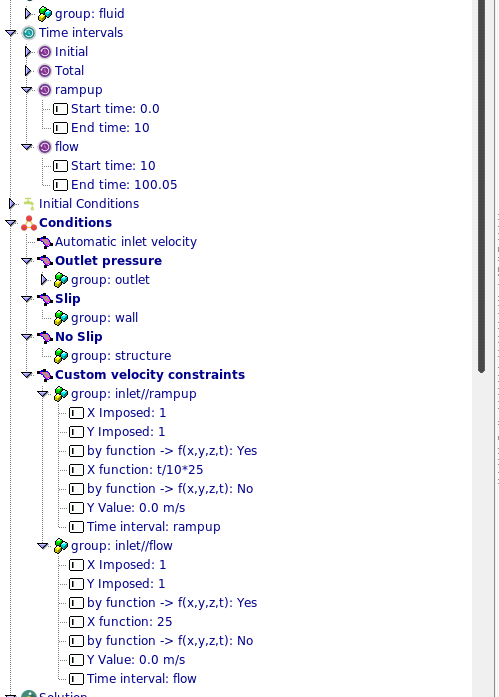 group: fluid
Time intervals
Initial
Total
rampup
Start time: 0.0
End time: 10
flow
Start time: 10
End time: 100.05
Initial Conditions
Conditions
Automatic inlet velocity
Outlet pressure
group: outlet
Slip
group: wall
No Slip
group: structure
Custom velocity constraints
group: inlet//rampup
X Imposed: 1
Y Imposed: 1
by function -> f(x,y,z,t): Yes
X function: t/10*25
by function -> f(x,y,z,t): No
Y Value: 0.0 m/s
Time interval: rampup
group: inlet//flow
X Imposed: 1
Y Imposed: 1
by function -> f(x,y,z,t): Yes
X function: 25
by function -> f(x,y,z,t): No
Y Value: 0.0 m/s
Time interval: flow
Solution